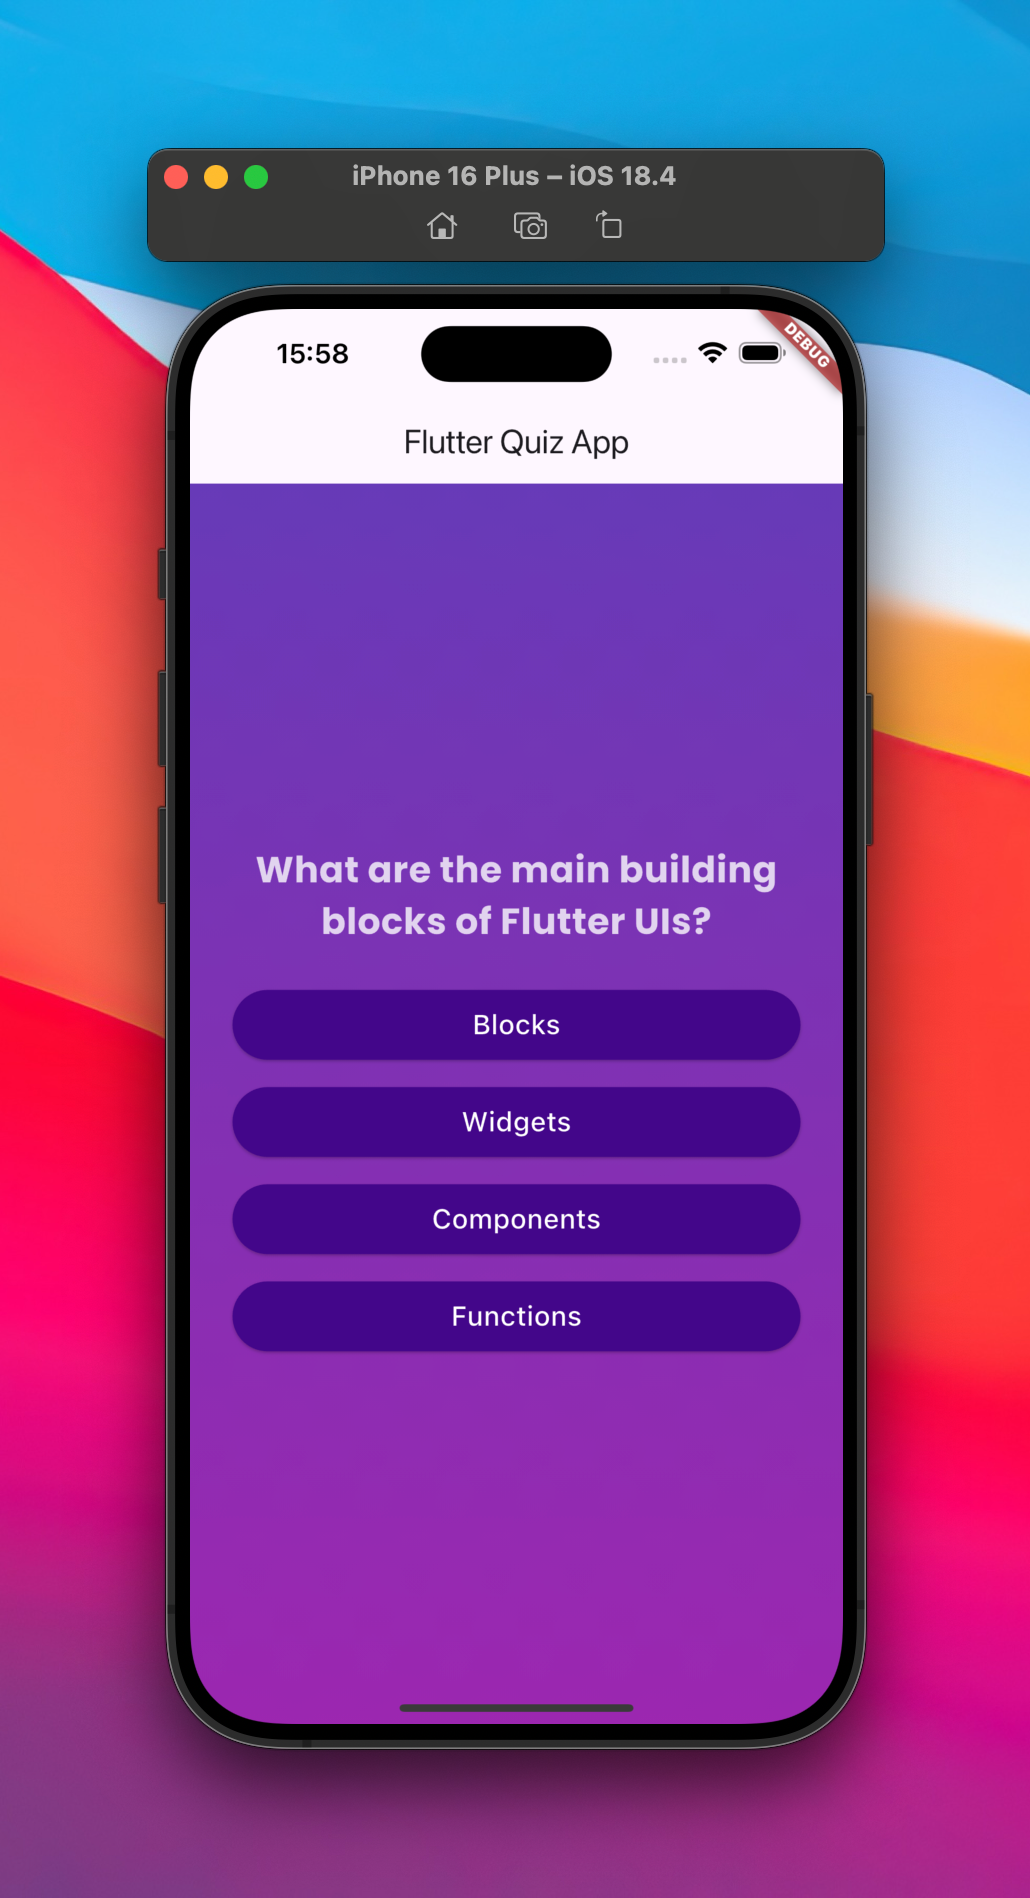 iPhone 16 Plus – iOS 18.4
15:58
DEBUG
Flutter Quiz App
What are the main building
blocks of Flutter UIs?
Blocks
Widgets
Components
Functions